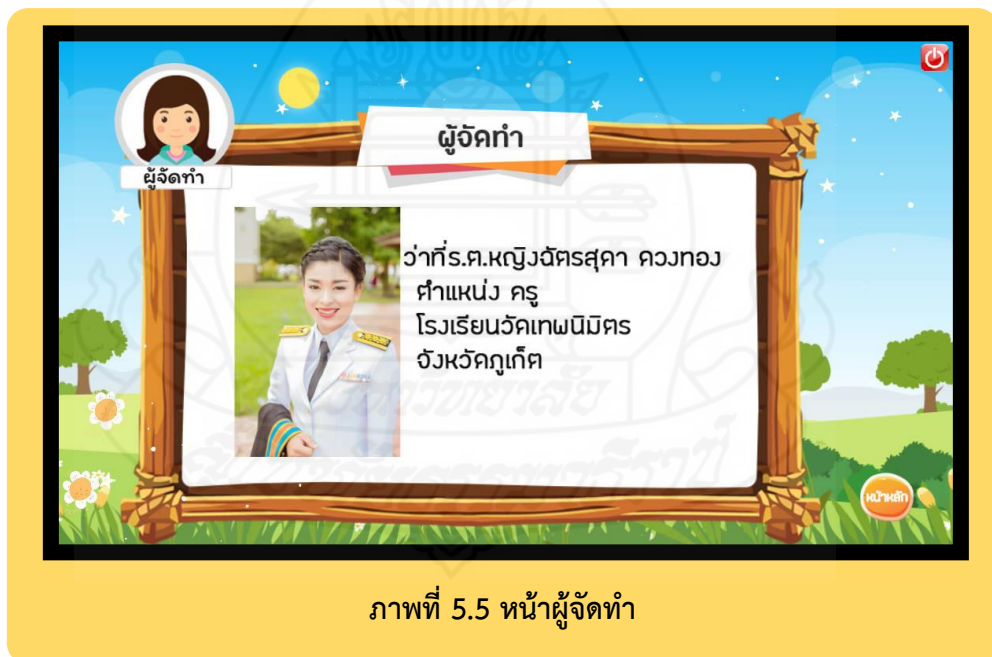 ผู้จัดทำ
ผู้จัดทำ
ว่าที่ร.ต.หญิงฉัตรสุดา ดวงทอง
ตำแหน่ง ครู
โรงเรียนวัดเทพนิมิตร
จังหวัดภูเก็ต
หน้าหลัก
ภาพที่ 5.5 หน้าผู้จัดทำ